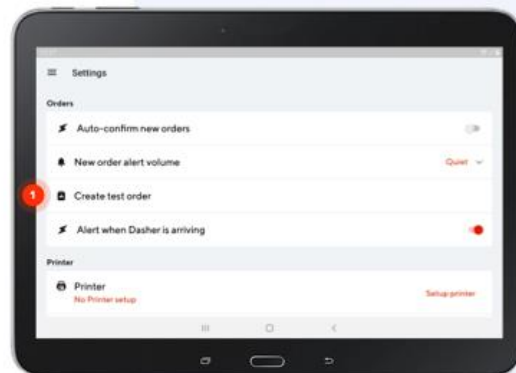 Settings
Orders
Auto-confirm new orders
New order alert volume
Quiet
1
Create test order
Alert when Dasher is arriving
Printer
Printer
No Printer setup
Setup printer